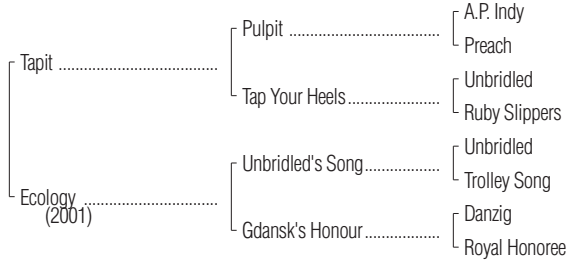 A.P. Indy
Pulpit ........................................
Preach
Tapit ...........................................
Unbridled
Tap Your Heels.......................
Ruby Slippers
Unbridled
Unbridled's Song...................
Trolley Song
Ecology ....................................
(2001)
Danzig
Gdansk's Honour...................
Royal Honoree